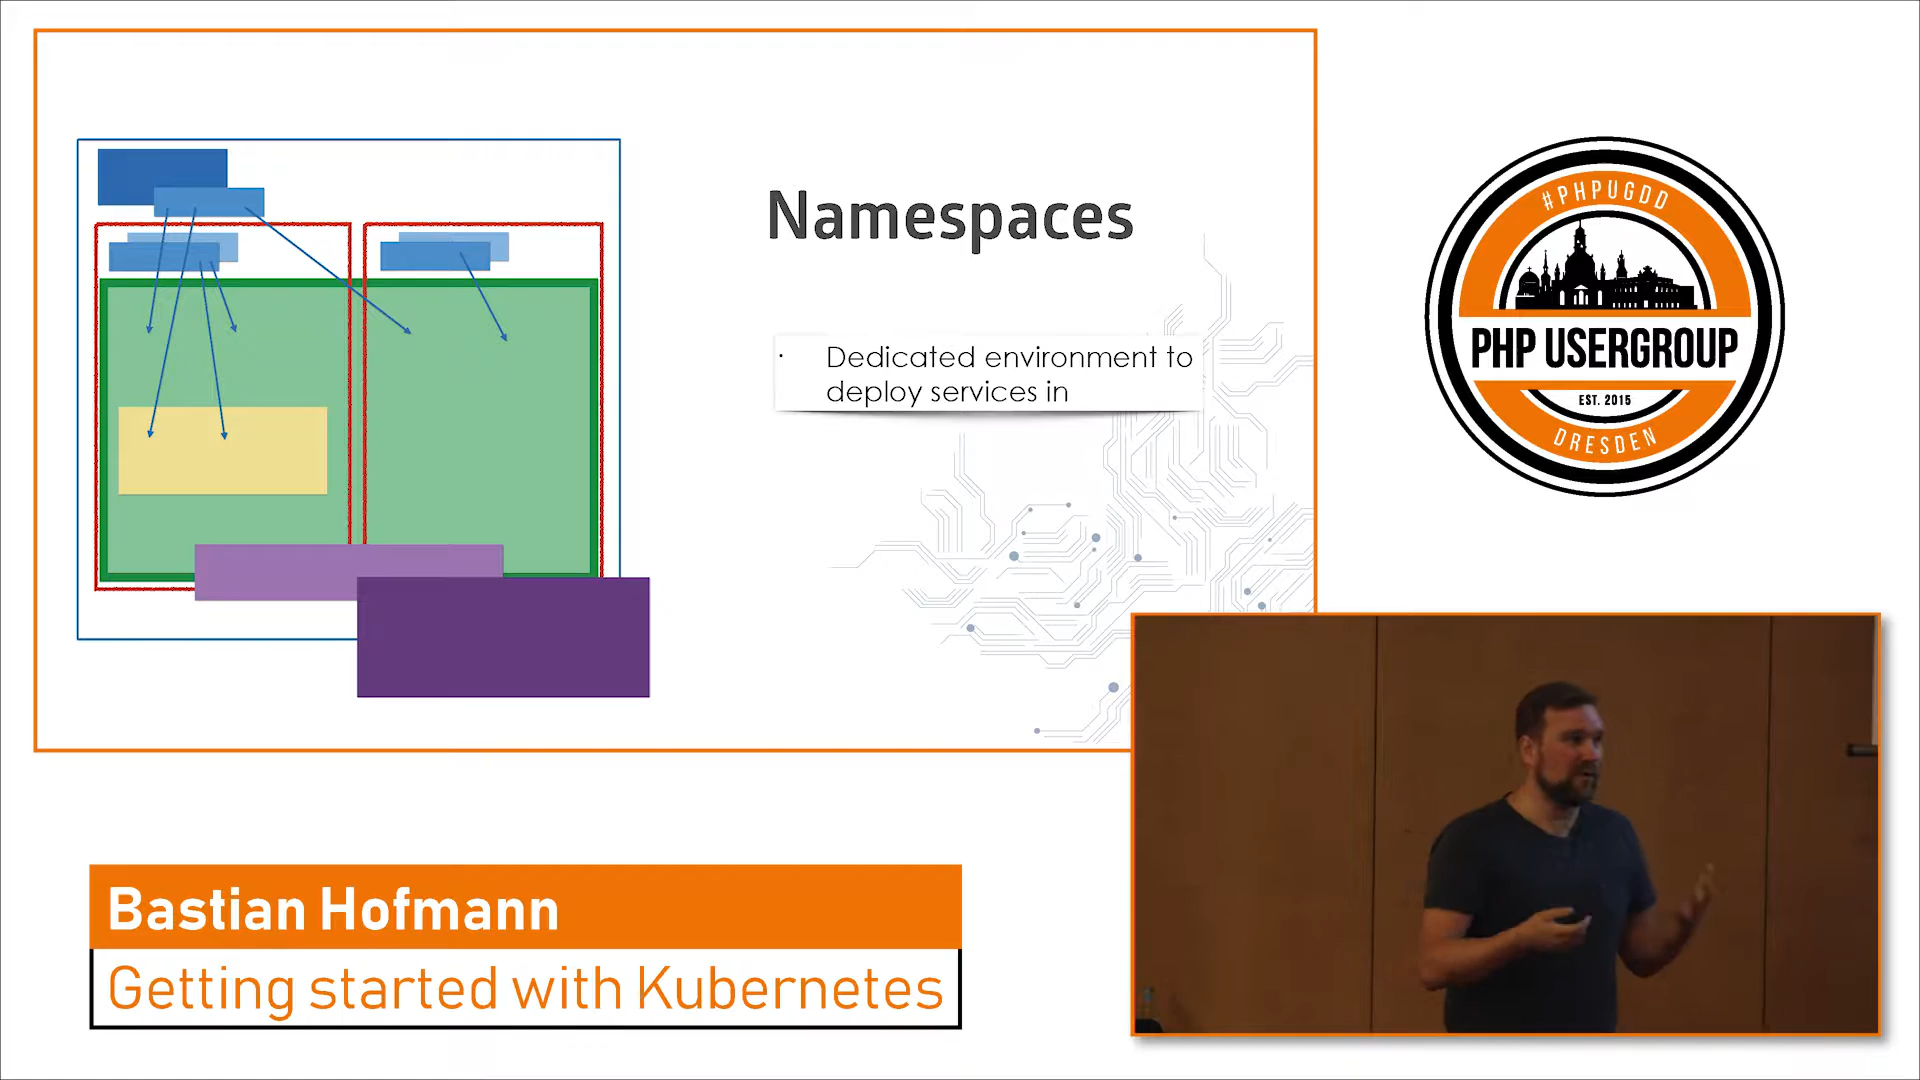 Namespaces
· Dedicated environment to
deploy services in
#PHPUGDD
PHP USERGROUP
EST. 2015
DRESDEN
Bastian Hofmann
Getting started with Kubernetes